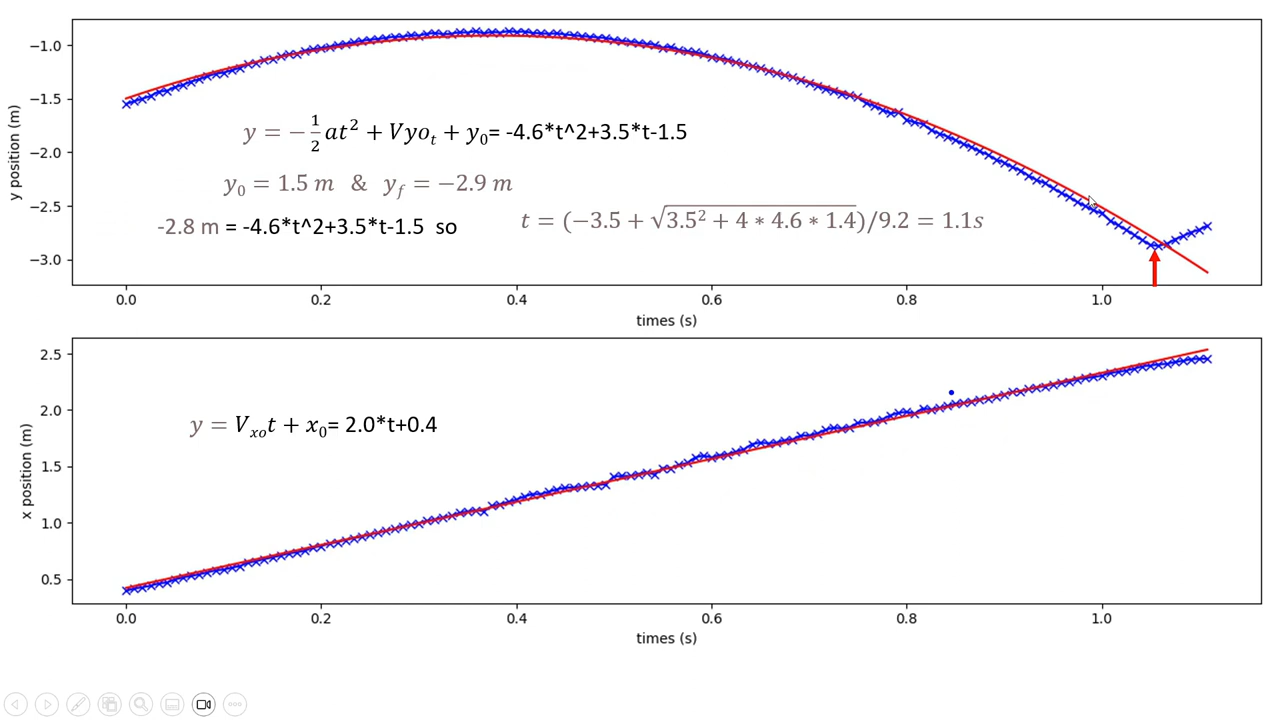 −1.0
−1.5
−2.0
−2.5
−3.0
y position (m)
y = −1/2 at² + Vyoₜ + y₀= -4.6*t^2+3.5*t-1.5
y₀ = 1.5 m & y_f = −2.9 m
-2.8 m = -4.6*t^2+3.5*t-1.5 so
t = (−3.5 + √3.5² + 4 ∗ 4.6 ∗ 1.4)/9.2 = 1.1s
0.0 0.2 0.4 0.6 0.8 1.0
times (s)
2.5
2.0
1.5
1.0
0.5
x position (m)
y = Vₓₒt + x₀= 2.0*t+0.4
0.0 0.2 0.4 0.6 0.8 1.0
times (s)